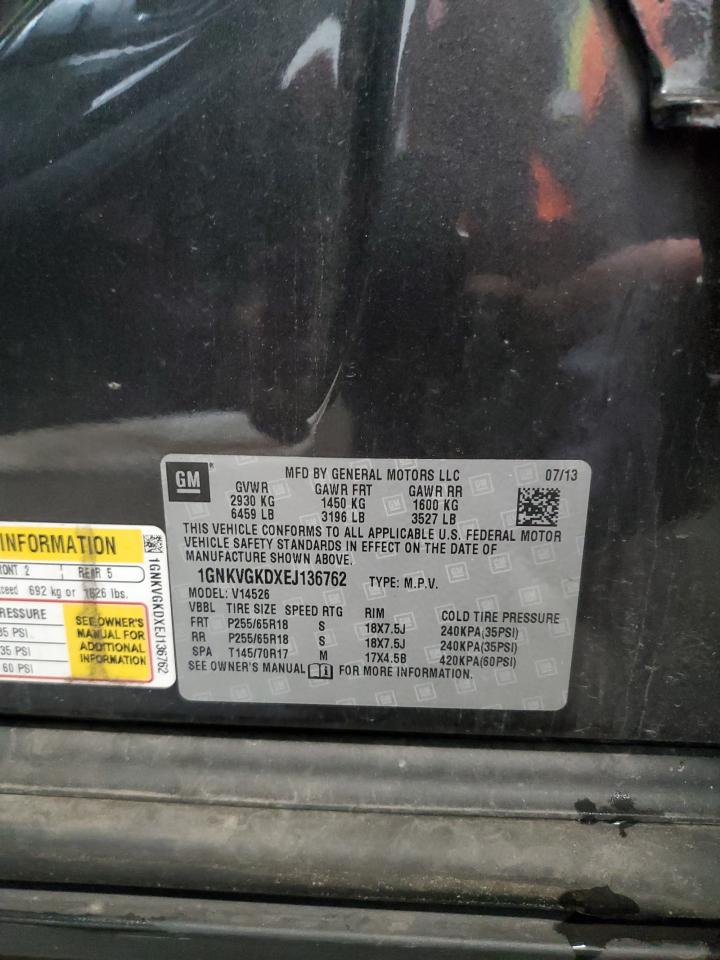 GM
MFD BY GENERAL MOTORS LLC 07/13
GVWR GAWR FRT GAWR RR
2930 KG 1450 KG 1600 KG
6459 LB 3196 LB 3527 LB
THIS VEHICLE CONFORMS TO ALL APPLICABLE U.S. FEDERAL MOTOR
VEHICLE SAFETY STANDARDS IN EFFECT ON THE DATE OF
MANUFACTURE SHOWN ABOVE.
1GNKVGKDXEJ136762 TYPE: M.P.V.
MODEL: V14526
VBBL TIRE SIZE SPEED RTG RIM COLD TIRE PRESSURE
FRT P255/65R18 S 18X7.5J 240KPA(35PSI)
RR P255/65R18 S 18X7.5J 240KPA(35PSI)
SPA T145/70R17 M 17X4.5B 420KPA(60PSI)
SEE OWNER'S MANUAL FOR MORE INFORMATION.
INFORMATION
2 REAR 5
exceed 692 kg or 1526 lbs.
35 PSI
35 PSI
60 PSI
SEE OWNER'S
MANUAL FOR
ADDITIONAL
INFORMATION
1GNKVGKDXEJ136762